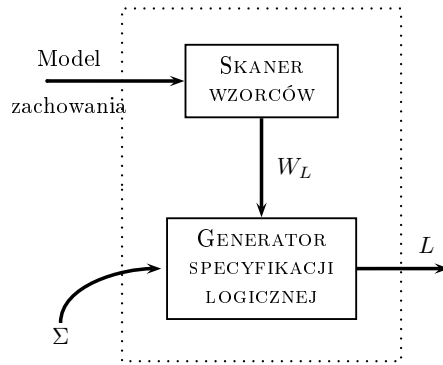 Model
zachowania
SKANER
WZORCÓW
W_L
GENERATOR
SPECYFIKACJI
LOGICZNEJ
L
Σ